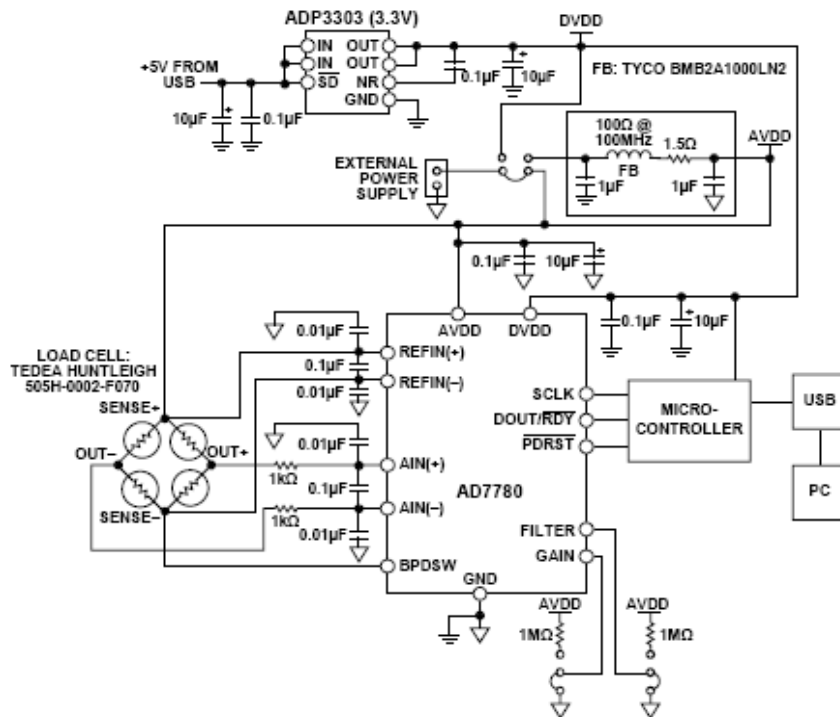 ADP3303 (3.3V)
DVDD
IN
OUT
IN
OUT
+5V FROM
USB
SD
NR
GND
10µF
0.1µF
0.1µF
10µF
FB: TYCO BMB2A1000LN2
100Ω @
100MHz
1.5Ω
AVDD
FB
1µF
1µF
EXTERNAL
POWER
SUPPLY
0.1µF
10µF
0.01µF
AVDD
DVDD
0.1µF
10µF
LOAD CELL:
TEDEA HUNTLEIGH
505H-0002-F070
0.1µF
0.01µF
REFIN(+)
REFIN(–)
SENSE+
OUT–
OUT+
SENSE–
SCLK
DOUT/RDY
PDRST
MICRO-
CONTROLLER
USB
PC
0.01µF
1kΩ
AIN(+)
0.1µF
AIN(–)
1kΩ
0.01µF
AD7780
FILTER
GAIN
BPDSW
GND
AVDD
AVDD
1MΩ
1MΩ